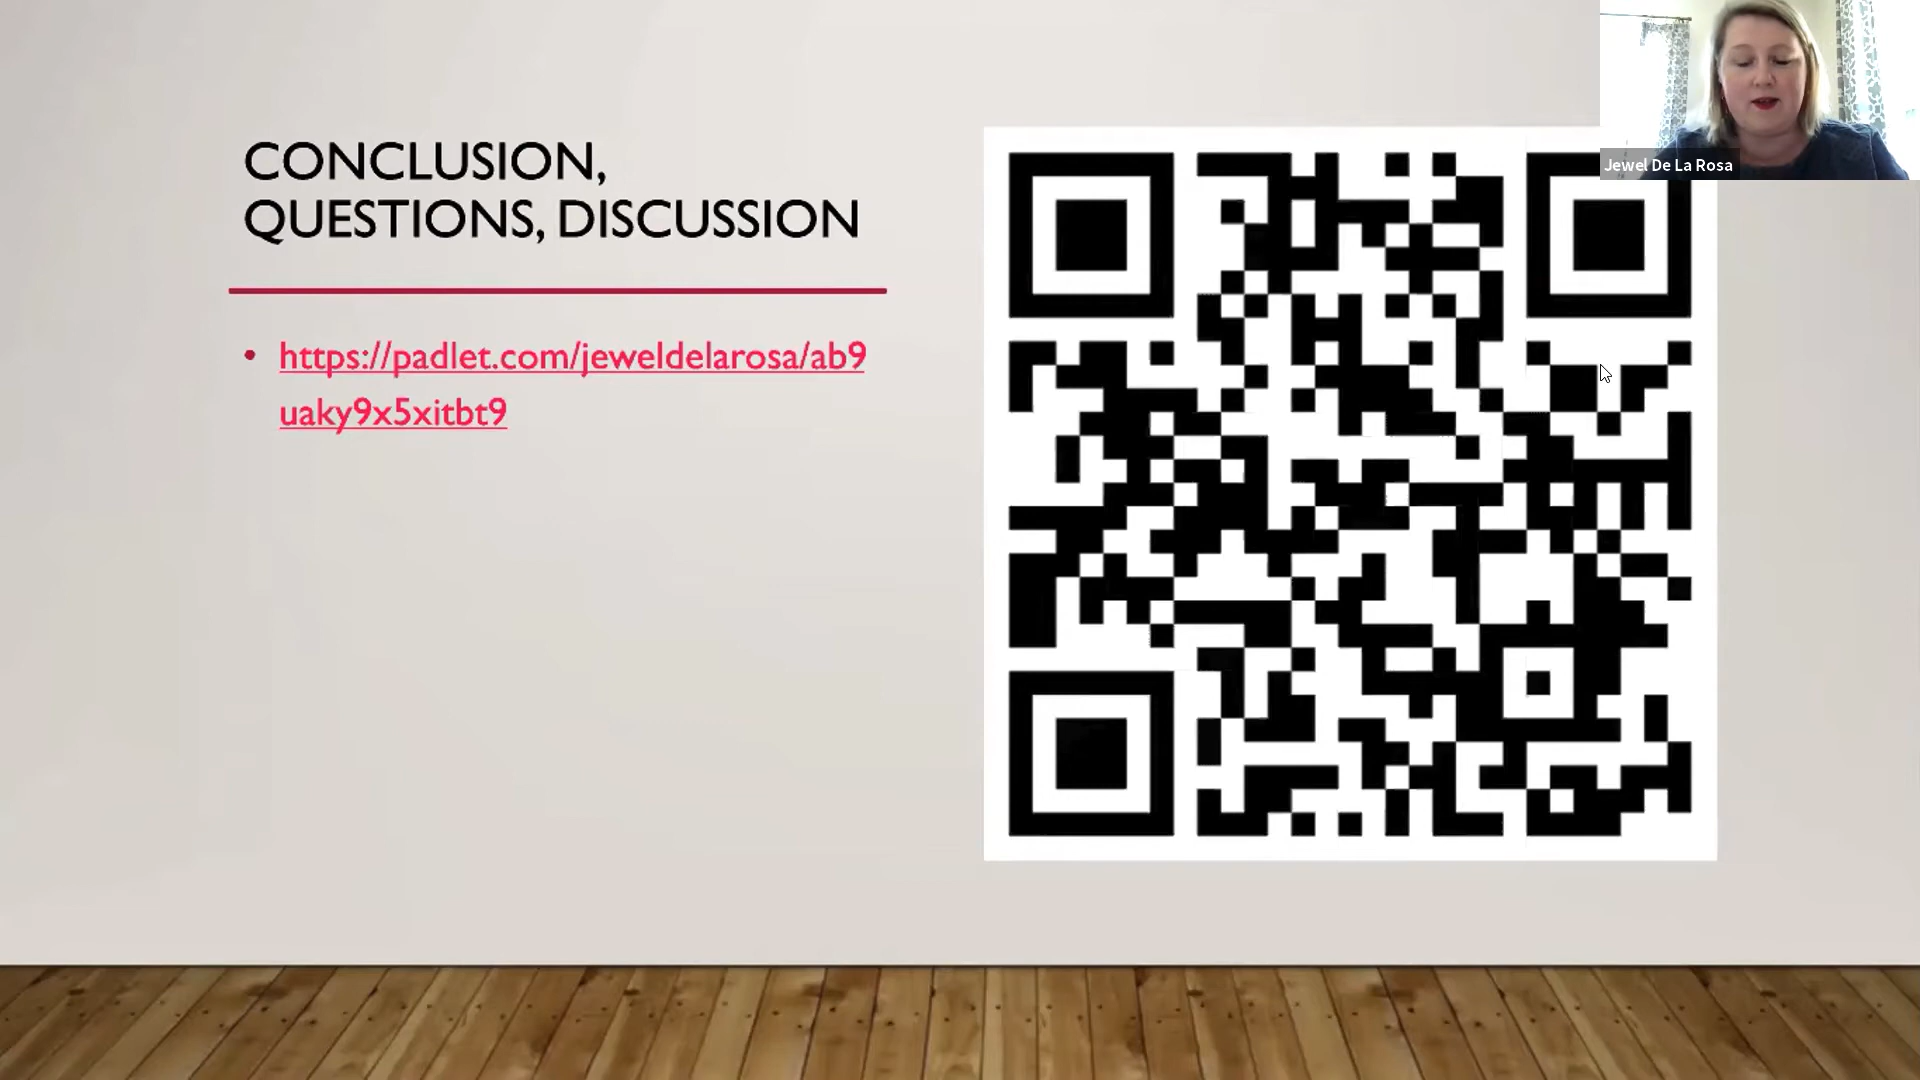 CONCLUSION,
QUESTIONS, DISCUSSION
• https://padlet.com/jeweldelarosa/ab9
uaky9x5xitbt9
Jewel De La Rosa